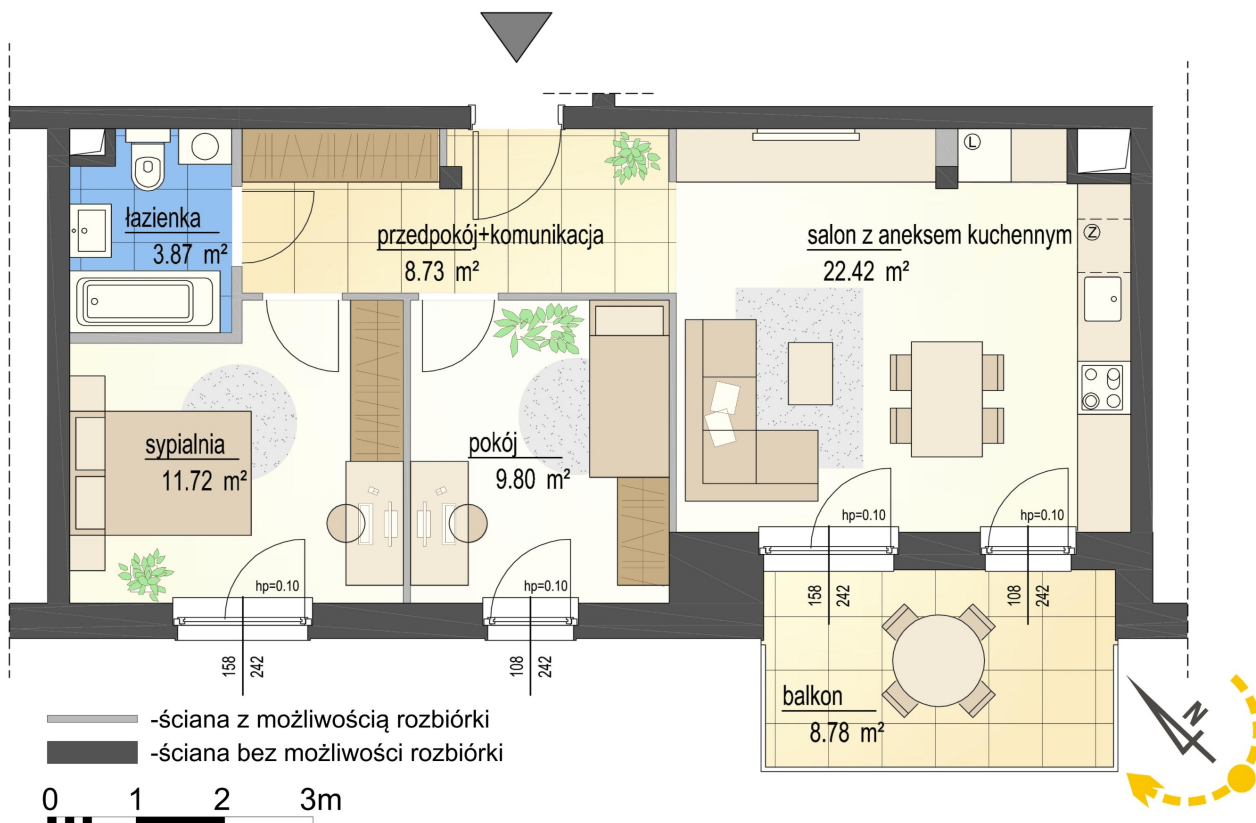 L
łazienka
3.87 m²
przedpokój+komunikacja
8.73 m²
salon z aneksem kuchennym
22.42 m²
Z
sypialnia
11.72 m²
pokój
9.80 m²
hp=0.10
hp=0.10
hp=0.10
hp=0.10
158
242
108
242
158
242
108
242
balkon
8.78 m²
N
-ściana z możliwością rozbiórki
-ściana bez możliwości rozbiórki
0 1 2 3m